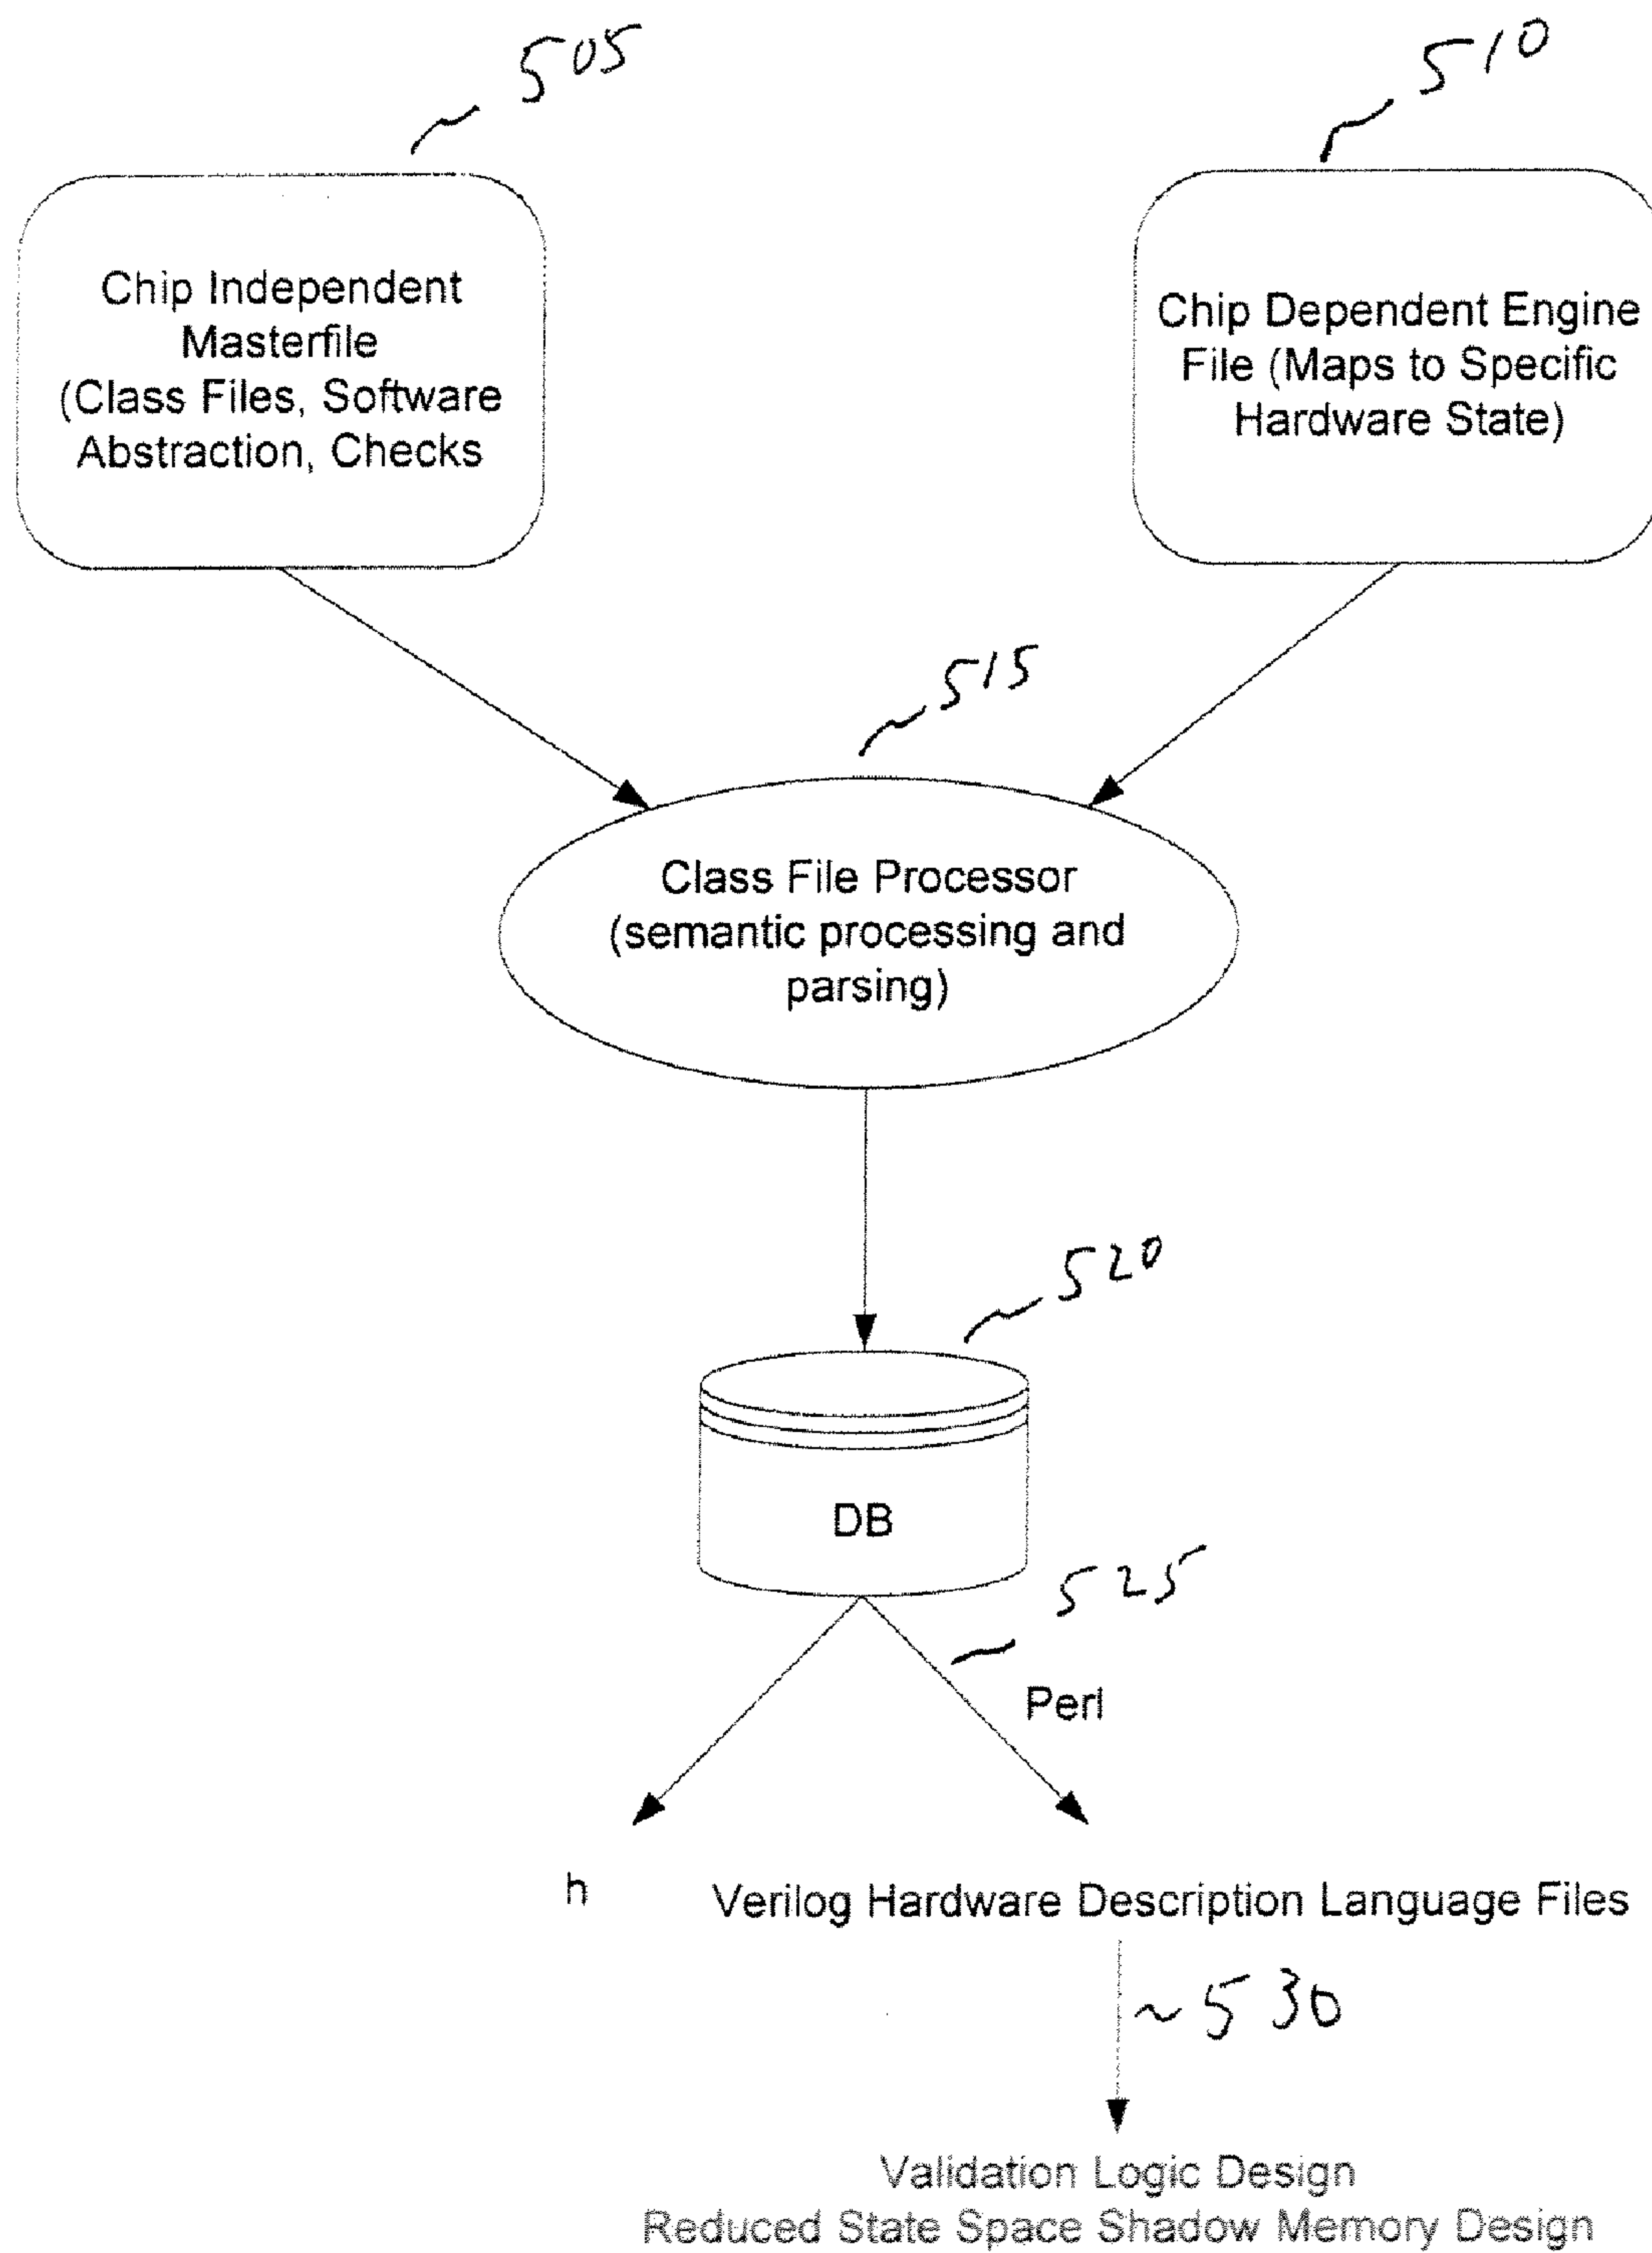 505
510
Chip Independent
Masterfile
(Class Files, Software
Abstraction, Checks
Chip Dependent Engine
File (Maps to Specific
Hardware State)
515
Class File Processor
(semantic processing and
parsing)
520
DB
525
Perl
h
Verilog Hardware Description Language Files
~530
Validation Logic Design
Reduced State Space Shadow Memory Design